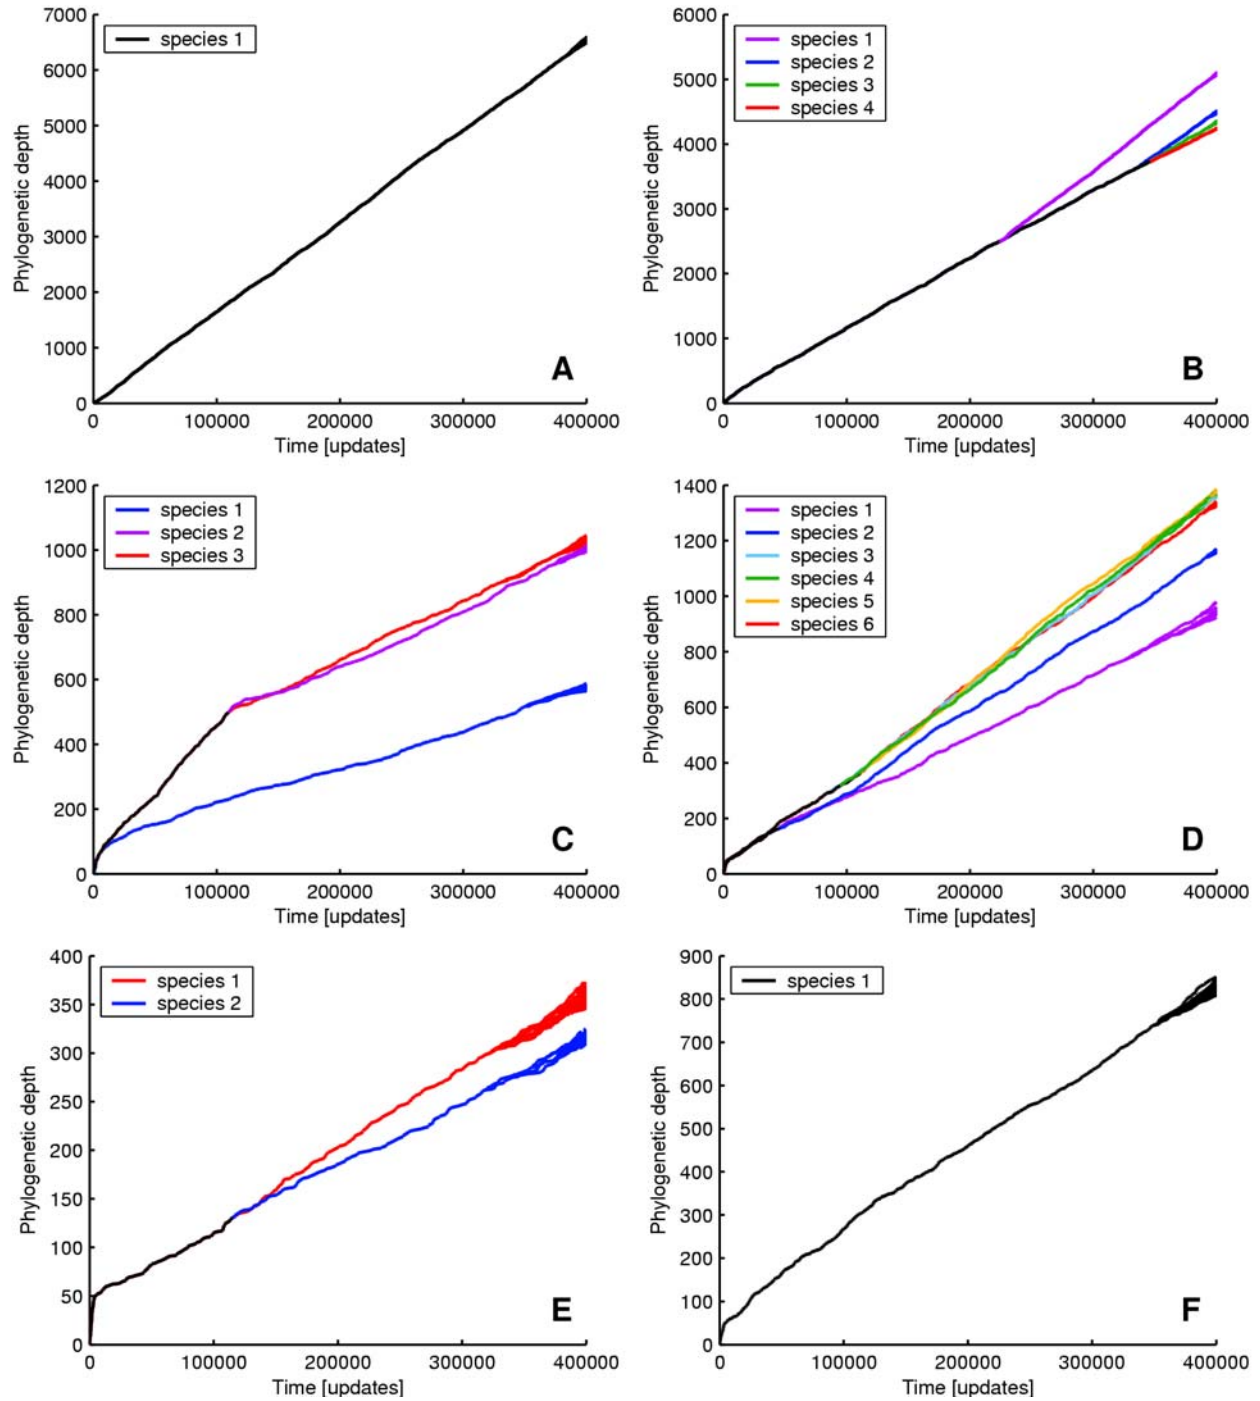 7000
6000
5000
4000
3000
2000
1000
0
Phylogenetic depth
species 1
A
0 100000 200000 300000 400000
Time [updates]
6000
5000
4000
3000
2000
1000
0
Phylogenetic depth
species 1
species 2
species 3
species 4
B
0 100000 200000 300000 400000
Time [updates]
1200
1000
800
600
400
200
0
Phylogenetic depth
species 1
species 2
species 3
C
0 100000 200000 300000 400000
Time [updates]
1400
1200
1000
800
600
400
200
0
Phylogenetic depth
species 1
species 2
species 3
species 4
species 5
species 6
D
0 100000 200000 300000 400000
Time [updates]
400
350
300
250
200
150
100
50
0
Phylogenetic depth
species 1
species 2
E
0 100000 200000 300000 400000
Time [updates]
900
800
700
600
500
400
300
200
100
0
Phylogenetic depth
species 1
F
0 100000 200000 300000 400000
Time [updates]